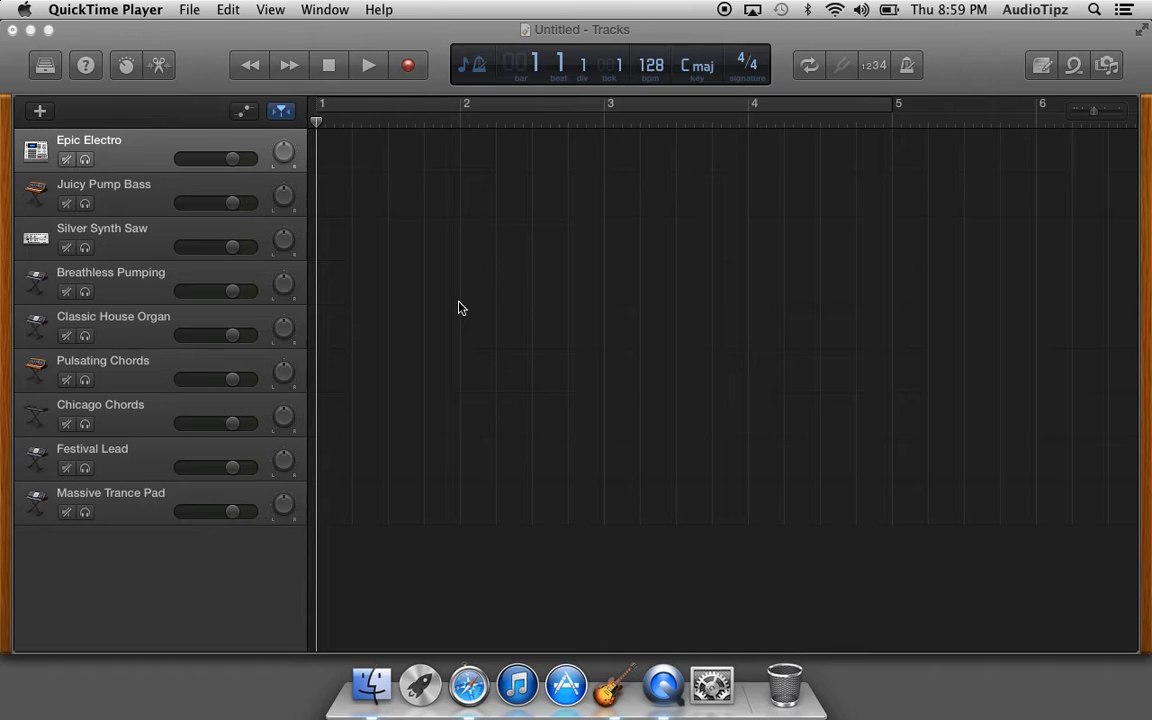 QuickTime Player File Edit View Window Help Thu 8:59 PM AudioTipz
Untitled - Tracks
1 1 1 1 128 C maj 4/4
bar beat div tick bpm key signature
1234
1 2 3 4 5 6
Epic Electro
L R
Juicy Pump Bass
L R
Silver Synth Saw
L R
Breathless Pumping
L R
Classic House Organ
L R
Pulsating Chords
L R
Chicago Chords
L R
Festival Lead
L R
Massive Trance Pad
L R